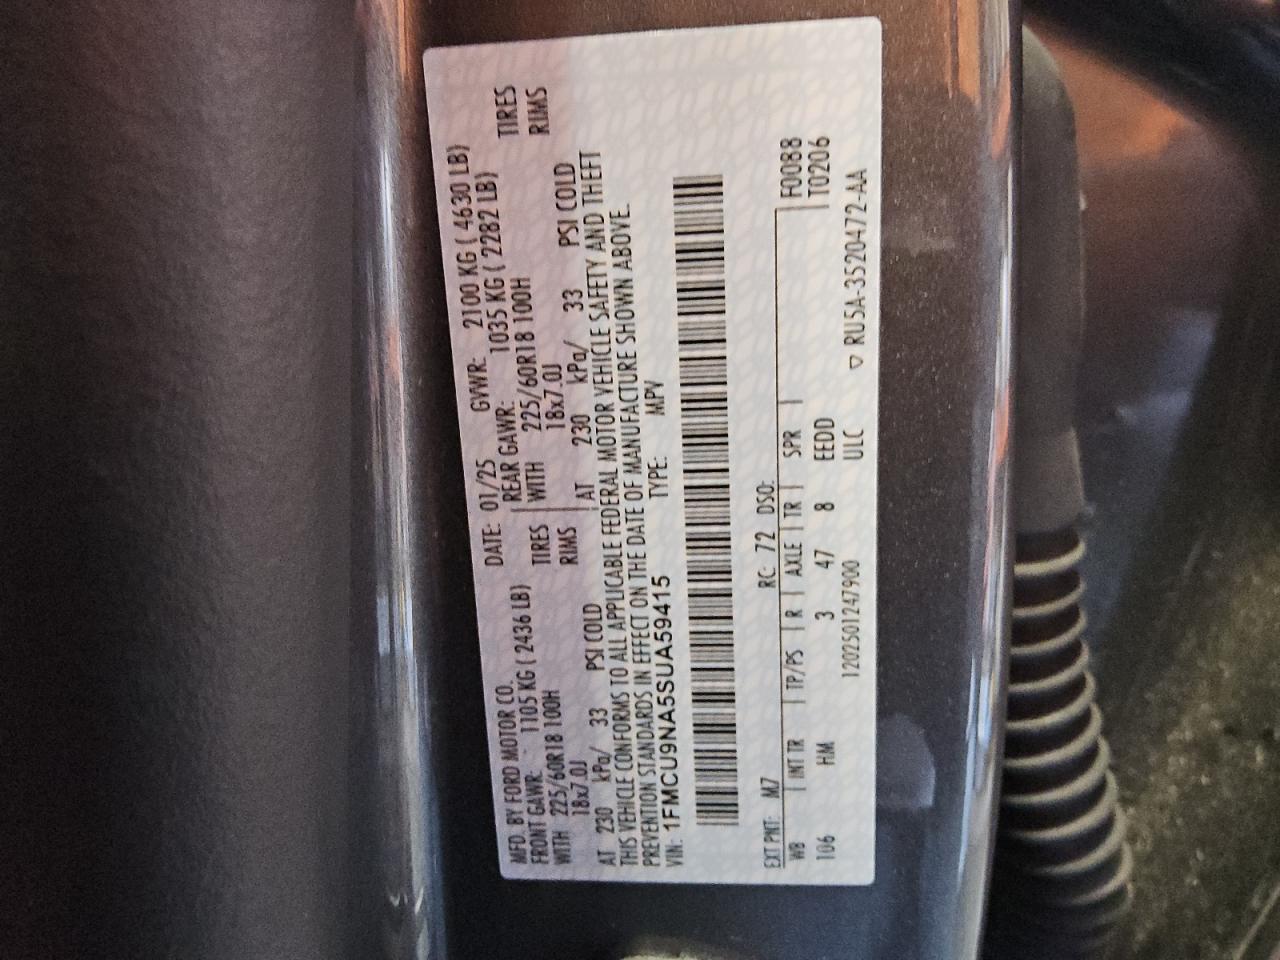 MFD. BY FORD MOTOR CO. DATE: 01/25 GVWR: 2100 KG ( 4630 LB)
FRONT GAWR: 1105 KG ( 2436 LB) REAR GAWR: 1035 KG ( 2282 LB)
WITH 225/60R18 100H TIRES WITH 225/60R18 100H TIRES
18x7.0J RIMS 18x7.0J RIMS
AT 230 kPa/ 33 PSI COLD AT 230 kPa/ 33 PSI COLD
THIS VEHICLE CONFORMS TO ALL APPLICABLE FEDERAL MOTOR VEHICLE SAFETY AND THEFT
PREVENTION STANDARDS IN EFFECT ON THE DATE OF MANUFACTURE SHOWN ABOVE.
VIN: 1FMCU9NA5SUA59415 TYPE: MPV
EXT PNT: M7 RC: 72 DSO:
WB | INT TR | TP/PS | R | AXLE | TR | SPR | F0088
106 HM 3 47 8 EEDD T0206
120250124790​0 ULC ▽ RU5A-3520472-AA